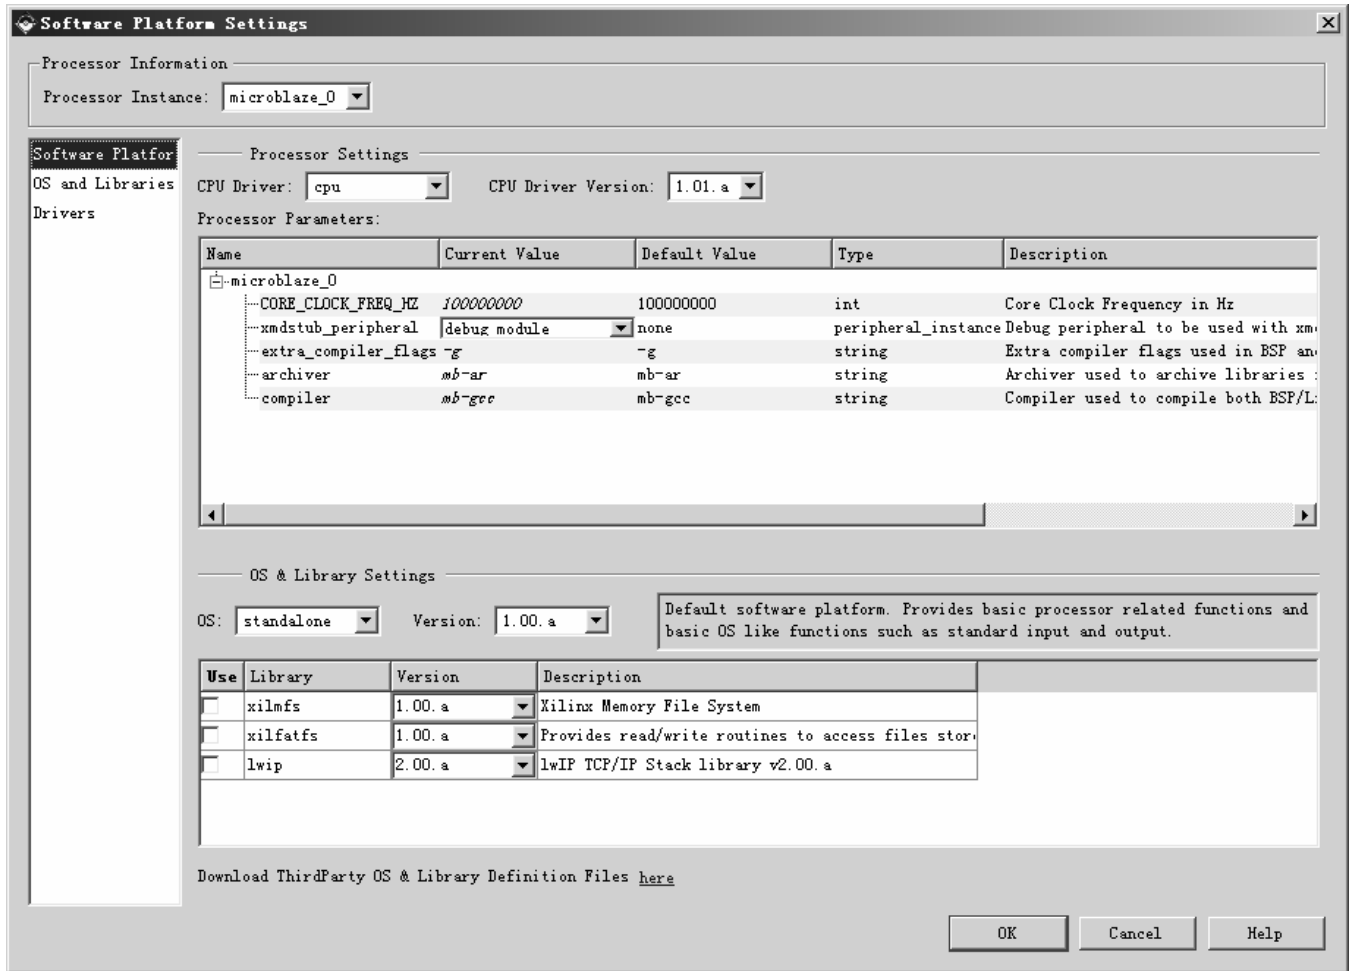 Software Platform Settings
Processor Information
Processor Instance: microblaze_0
Software Platfor
OS and Libraries
Drivers
Processor Settings
CPU Driver: cpu CPU Driver Version: 1.01.a
Processor Parameters:
Name Current Value Default Value Type Description
microblaze_0
CORE_CLOCK_FREQ_HZ 100000000 100000000 int Core Clock Frequency in Hz
xmdstub_peripheral debug_module none peripheral_instance Debug peripheral to be used with xm
extra_compiler_flags -g -g string Extra compiler flags used in BSP an
archiver mb-ar mb-ar string Archiver used to archive libraries
compiler mb-gcc mb-gcc string Compiler used to compile both BSP/L
OS & Library Settings
OS: standalone Version: 1.00.a
Default software platform. Provides basic processor related functions and
basic OS like functions such as standard input and output.
Use Library Version Description
xilmfs 1.00.a Xilinx Memory File System
xilfatfs 1.00.a Provides read/write routines to access files stor
lwip 2.00.a lwIP TCP/IP Stack library v2.00.a
Download ThirdParty OS & Library Definition Files here
OK Cancel Help